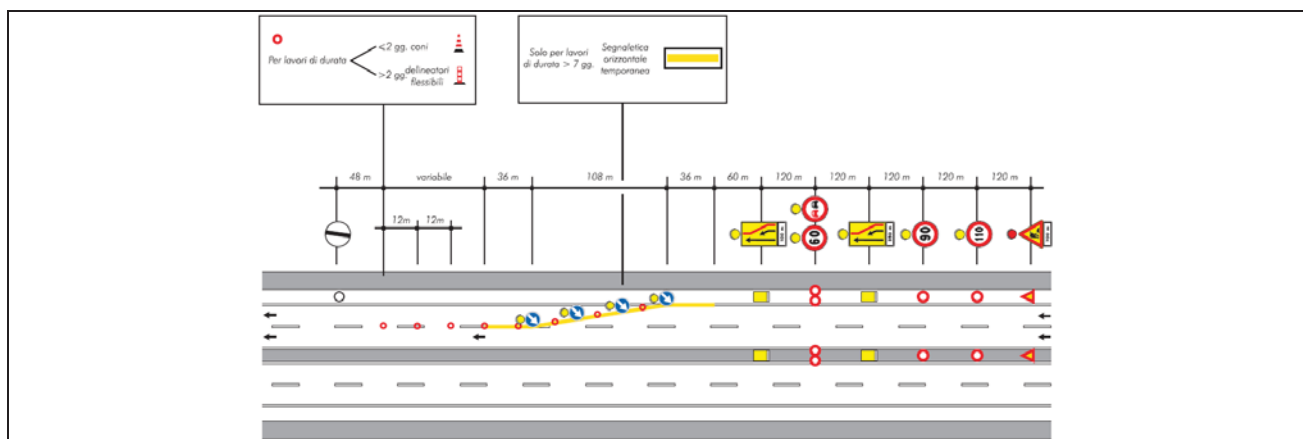 Per lavori di durata
<2 gg. coni
>2 gg. delineatori
flessibili
Solo per lavori
di durata > 7 gg.
Segnaletica
orizzontale
temporanea
48 m
variabile
36 m
108 m
36 m
60 m
120 m
120 m
120 m
120 m
120 m
12m
12m
60
90
110